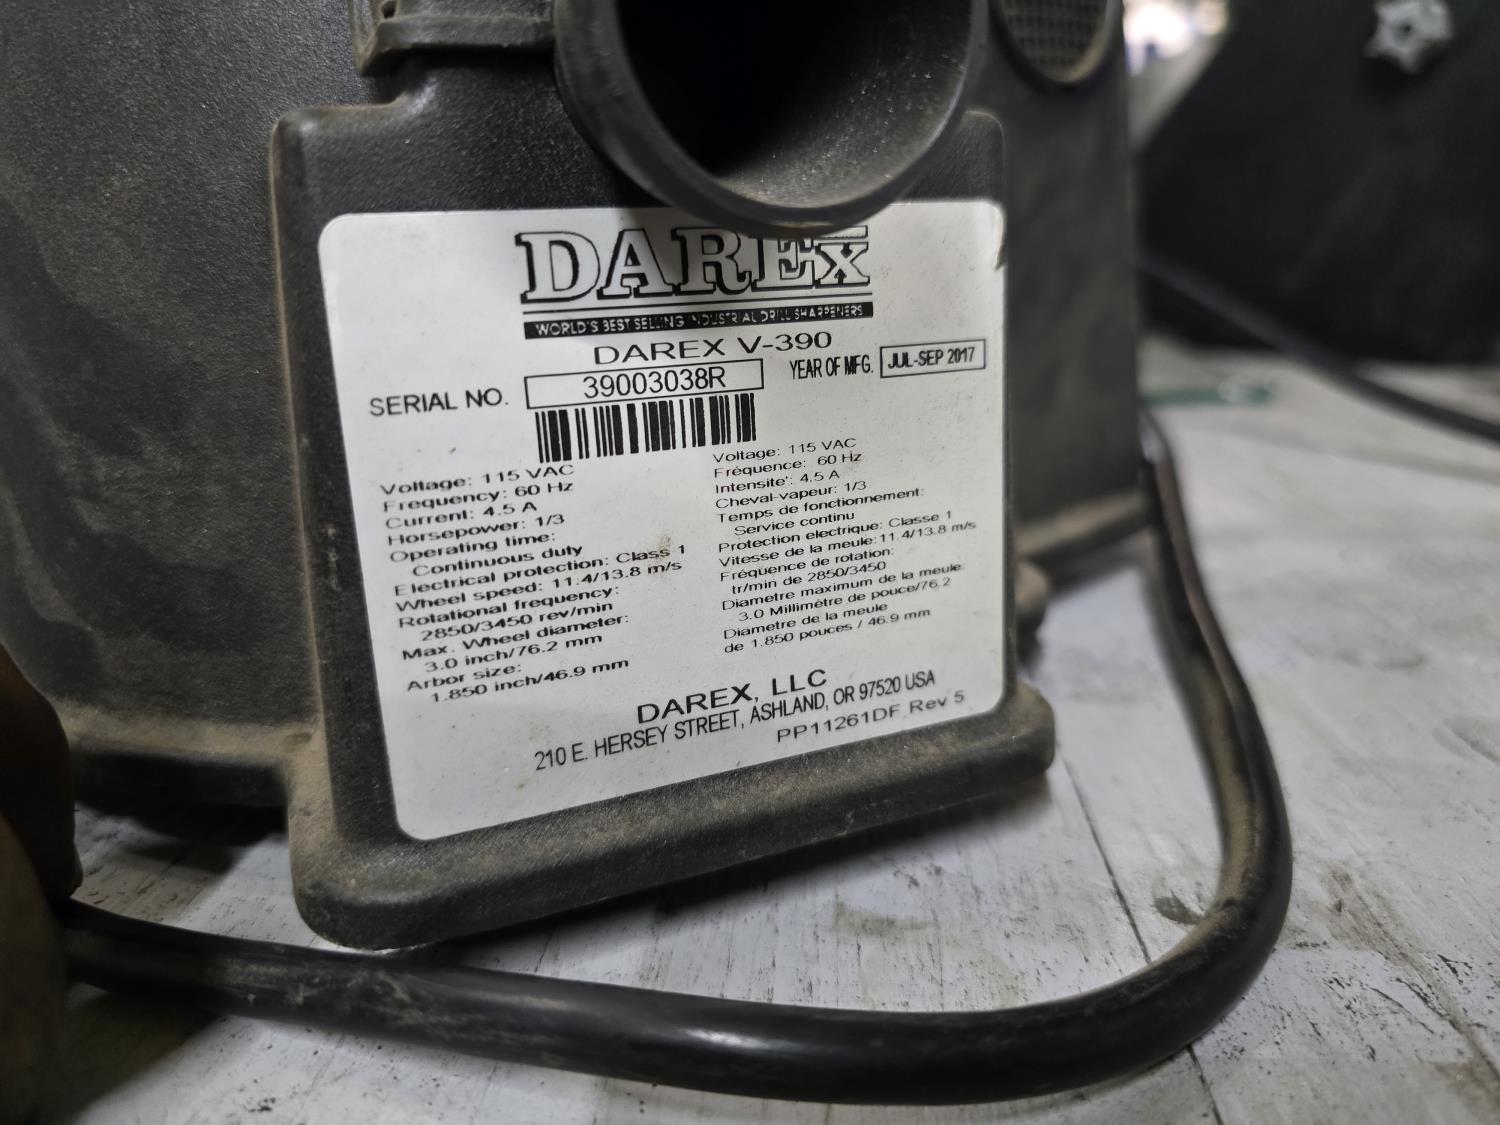 DAREX
WORLD'S BEST SELLING INDUSTRIAL DRILL SHARPENERS
DAREX V-390
SERIAL NO. 39003038R YEAR OF MFG. JUL-SEP 2017
Voltage: 115 VAC
Frequency: 60 Hz
Current: 4.5 A
Horsepower: 1/3
Operating time:
Continuous duty
Electrical protection: Class 1
Wheel speed: 11.4/13.8 m/s
Rotational frequency:
2850/3450 rev/min
Max. Wheel diameter:
3.0 inch/76.2 mm
Arbor size:
1.850 inch/46.9 mm
Voltage: 115 VAC
Fréquence: 60 Hz
Intensite': 4.5 A
Cheval-vapeur: 1/3
Temps de fonctionnement:
Service continu
Protection electrique: Classe 1
Vitesse de la meule: 11.4/13.8 m/s
Fréquence de rotation:
tr/min de 2850/3450
Diametre maximum de la meule:
3.0 Millimètre de pouce/76.2
Diametre de la meule
de 1.850 pouces / 46.9 mm
DAREX, LLC
210 E. HERSEY STREET, ASHLAND, OR 97520 USA
PP11261DF Rev 5